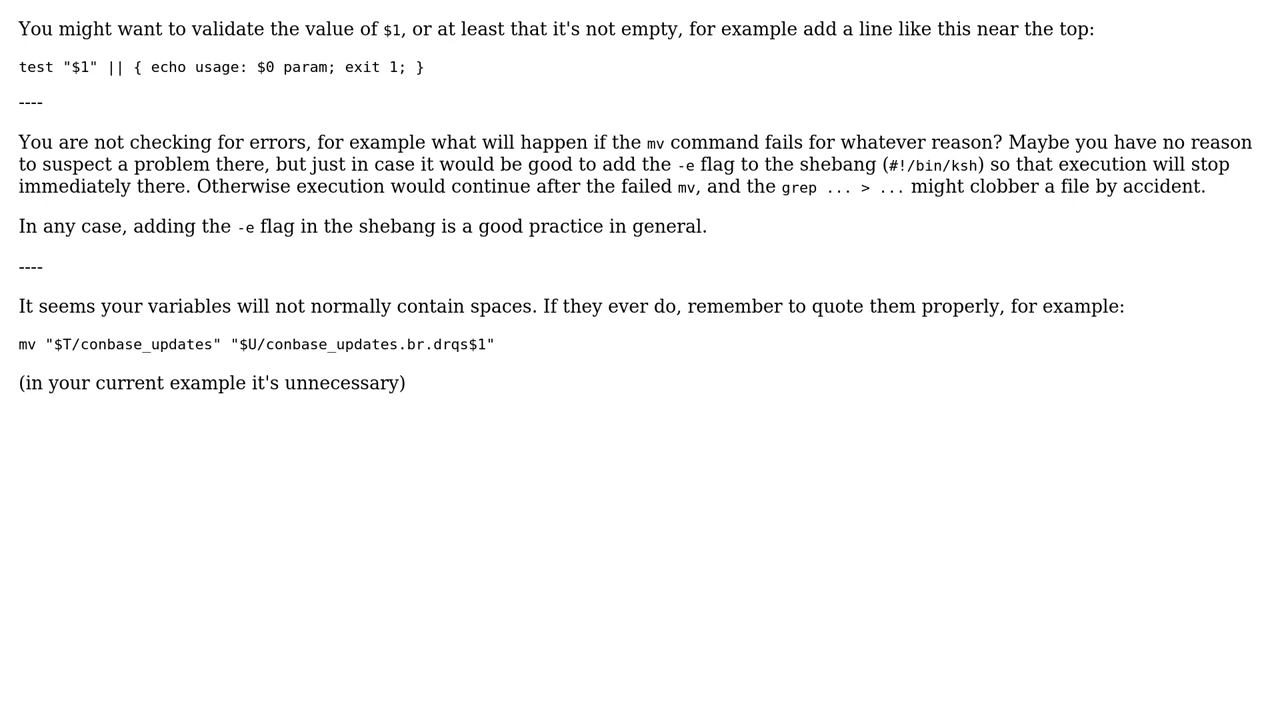 You might want to validate the value of $1, or at least that it's not empty, for example add a line like this near the top:
test "$1" || { echo usage: $0 param; exit 1; }
----
You are not checking for errors, for example what will happen if the mv command fails for whatever reason? Maybe you have no reason
to suspect a problem there, but just in case it would be good to add the -e flag to the shebang (#!/bin/ksh) so that execution will stop
immediately there. Otherwise execution would continue after the failed mv, and the grep ... > ... might clobber a file by accident.
In any case, adding the -e flag in the shebang is a good practice in general.
----
It seems your variables will not normally contain spaces. If they ever do, remember to quote them properly, for example:
mv "$T/conbase_updates" "$U/conbase_updates.br.drqs$1"
(in your current example it's unnecessary)